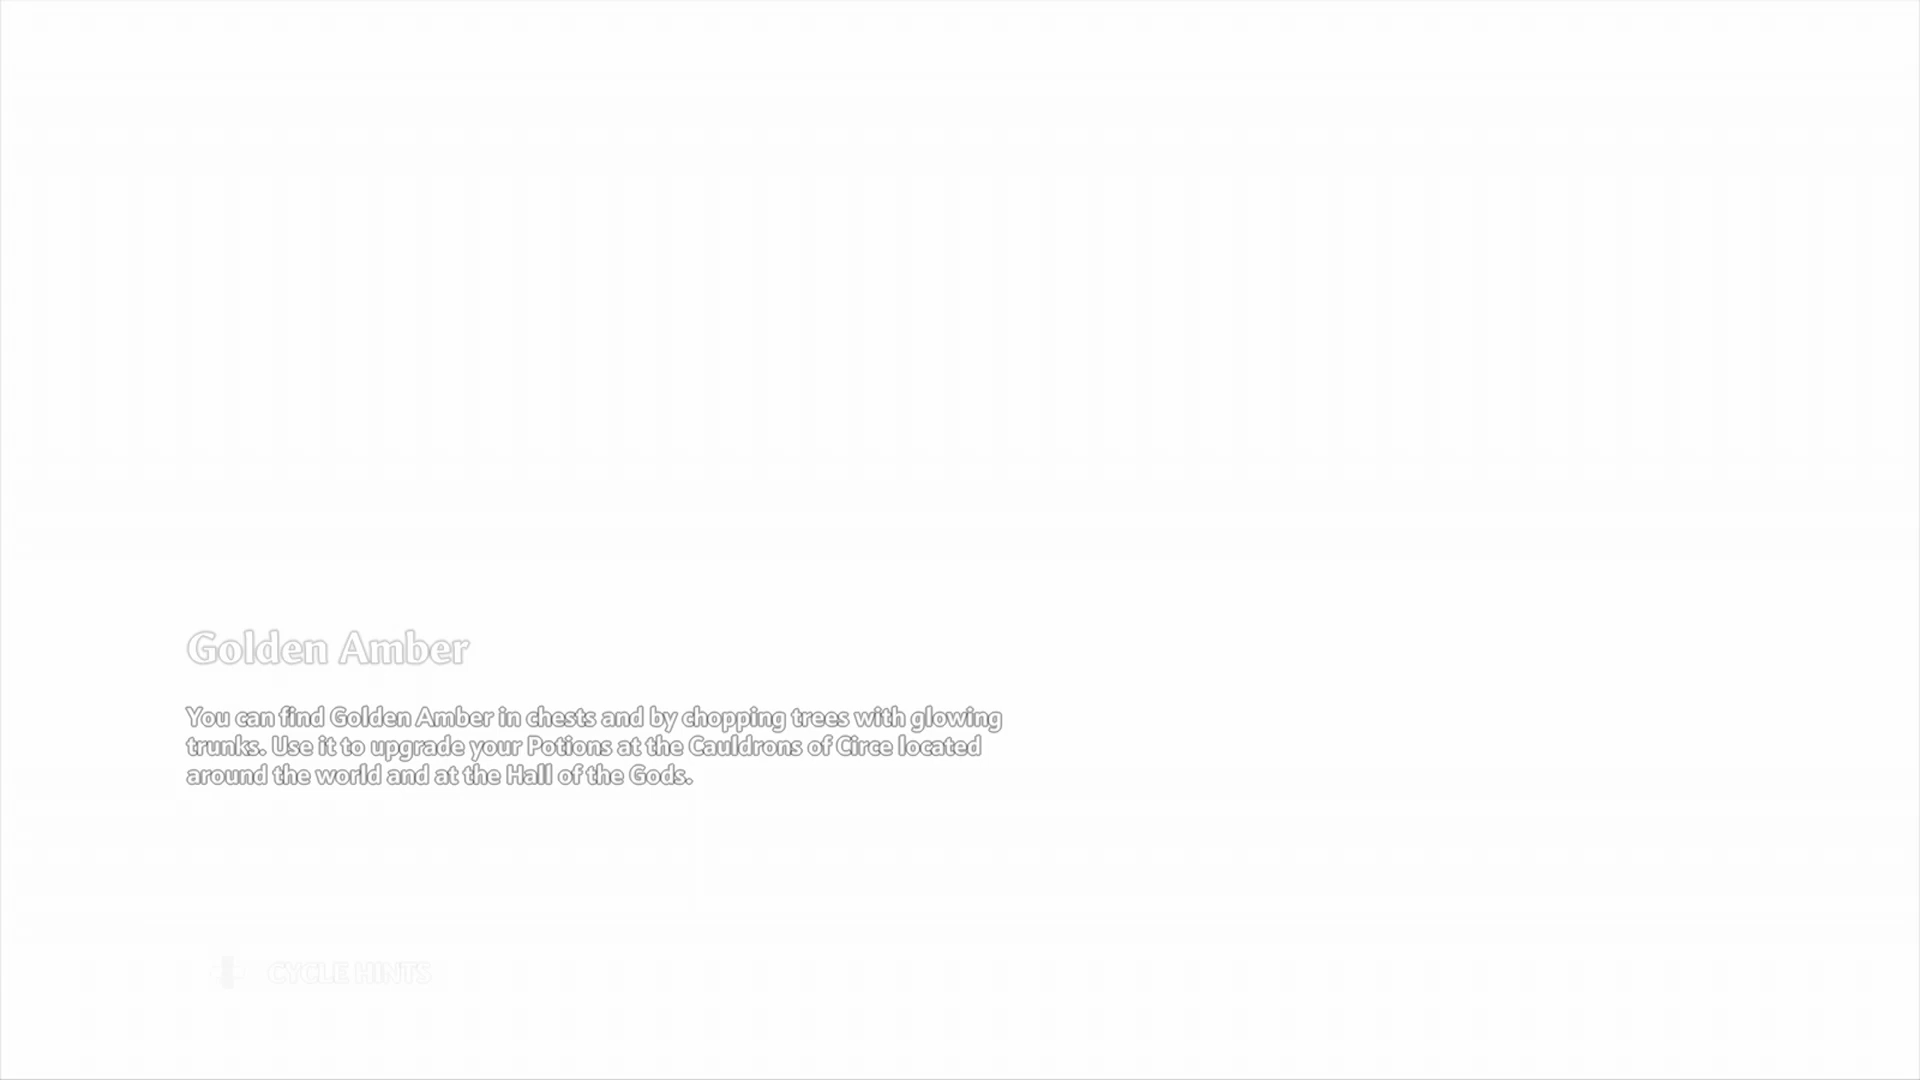 Golden Amber
You can find Golden Amber in chests and by chopping trees with glowing
trunks. Use it to upgrade your Potions at the Cauldrons of Circe located
around the world and at the Hall of the Gods.
CYCLE HINTS